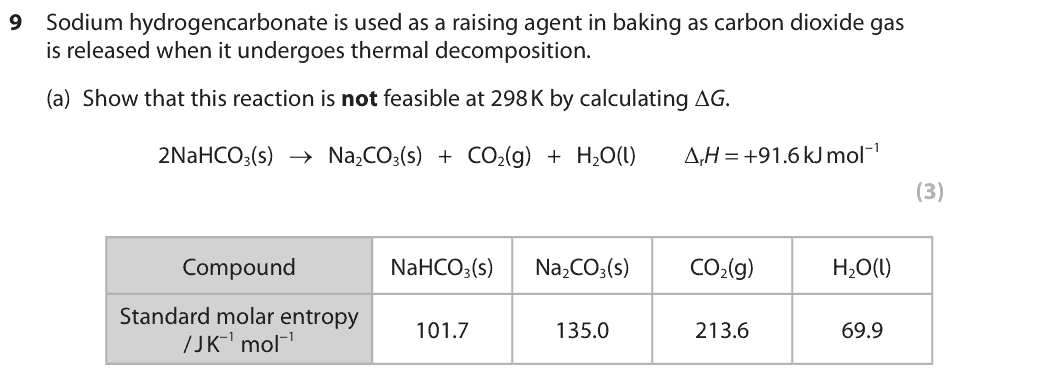 9 Sodium hydrogencarbonate is used as a raising agent in baking as carbon dioxide gas
is released when it undergoes thermal decomposition.
(a) Show that this reaction is not feasible at 298 K by calculating ΔG.
2NaHCO₃(s) → Na₂CO₃(s) + CO₂(g) + H₂O(l) ΔᵣH = +91.6 kJ mol⁻¹
(3)
Compound NaHCO₃(s) Na₂CO₃(s) CO₂(g) H₂O(l)
Standard molar entropy
/ J K⁻¹ mol⁻¹ 101.7 135.0 213.6 69.9